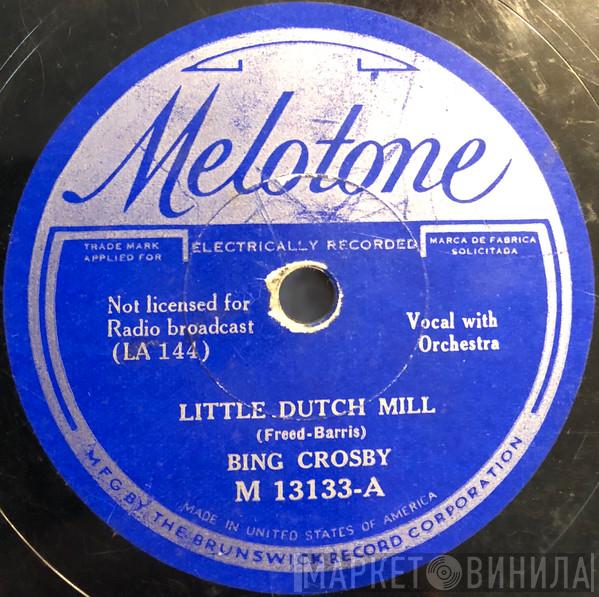 Melotone
TRADE MARK
APPLIED FOR
ELECTRICALLY RECORDED
MARCA DE FABRICA
SOLICITADA
Not licensed for
Radio broadcast
(LA 144)
Vocal with
Orchestra
LITTLE DUTCH MILL
(Freed-Barris)
BING CROSBY
M 13133-A
MADE IN UNITED STATES OF AMERICA
MFG BY THE BRUNSWICK RECORD CORPORATION
МАРКЕТ ВИНИЛА